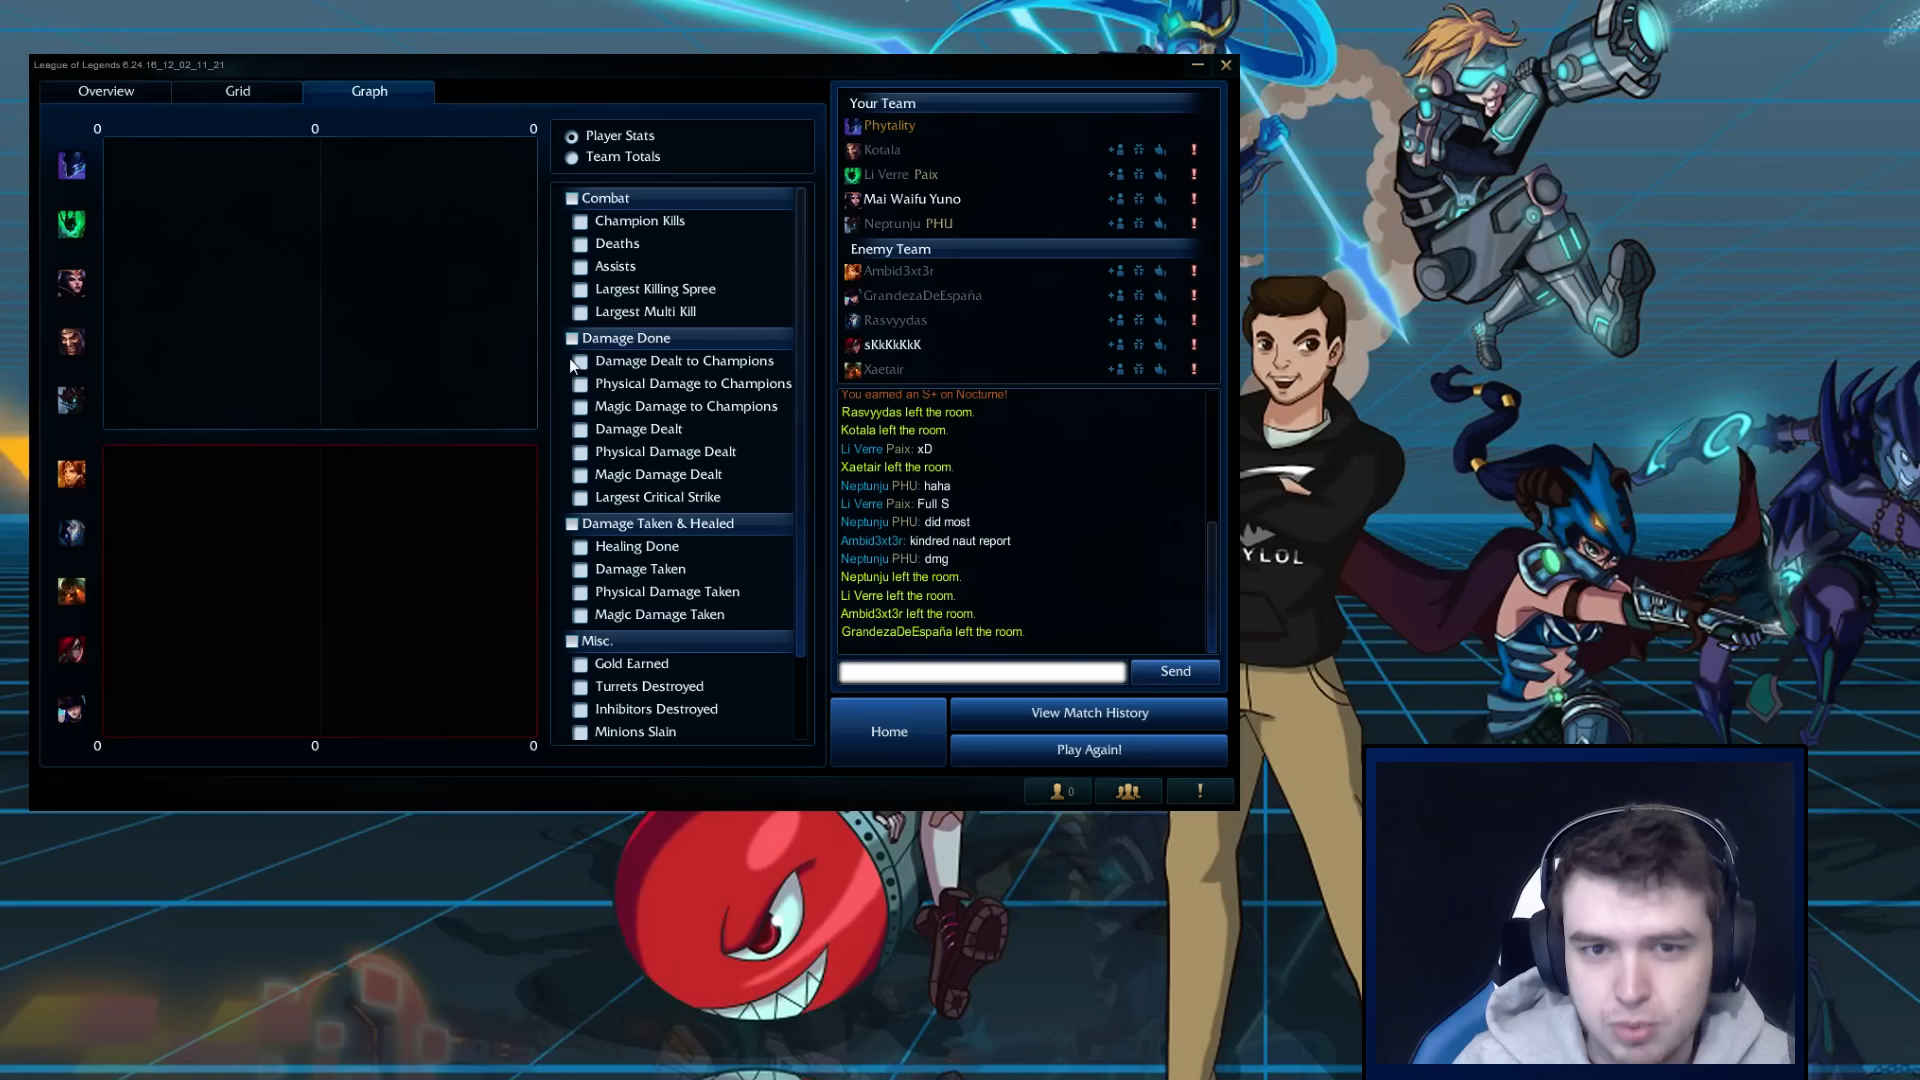 League of Legends 6.24.16_12_02_11_21
Overview
Grid
Graph
0
0
0
0
0
0
Player Stats
Team Totals
Combat
Champion Kills
Deaths
Assists
Largest Killing Spree
Largest Multi Kill
Damage Done
Damage Dealt to Champions
Physical Damage to Champions
Magic Damage to Champions
Damage Dealt
Physical Damage Dealt
Magic Damage Dealt
Largest Critical Strike
Damage Taken & Healed
Healing Done
Damage Taken
Physical Damage Taken
Magic Damage Taken
Misc.
Gold Earned
Turrets Destroyed
Inhibitors Destroyed
Minions Slain
Your Team
Phytality
Kotala
Li Verre Paix
Mai Waifu Yuno
Neptunju PHU
Enemy Team
Ambid3xt3r
GrandezaDeEspaña
Rasvyydas
sKkKkKkK
Xaetair
You earned an S+ on Nocturne!
Rasvyydas left the room.
Kotala left the room.
Li Verre Paix: xD
Xaetair left the room.
Neptunju PHU: haha
Li Verre Paix: Full S
Neptunju PHU: did most
Ambid3xt3r: kindred naut report
Neptunju PHU: dmg
Neptunju left the room.
Li Verre left the room.
Ambid3xt3r left the room.
GrandezaDeEspaña left the room.
Send
Home
View Match History
Play Again!
0
YLOL